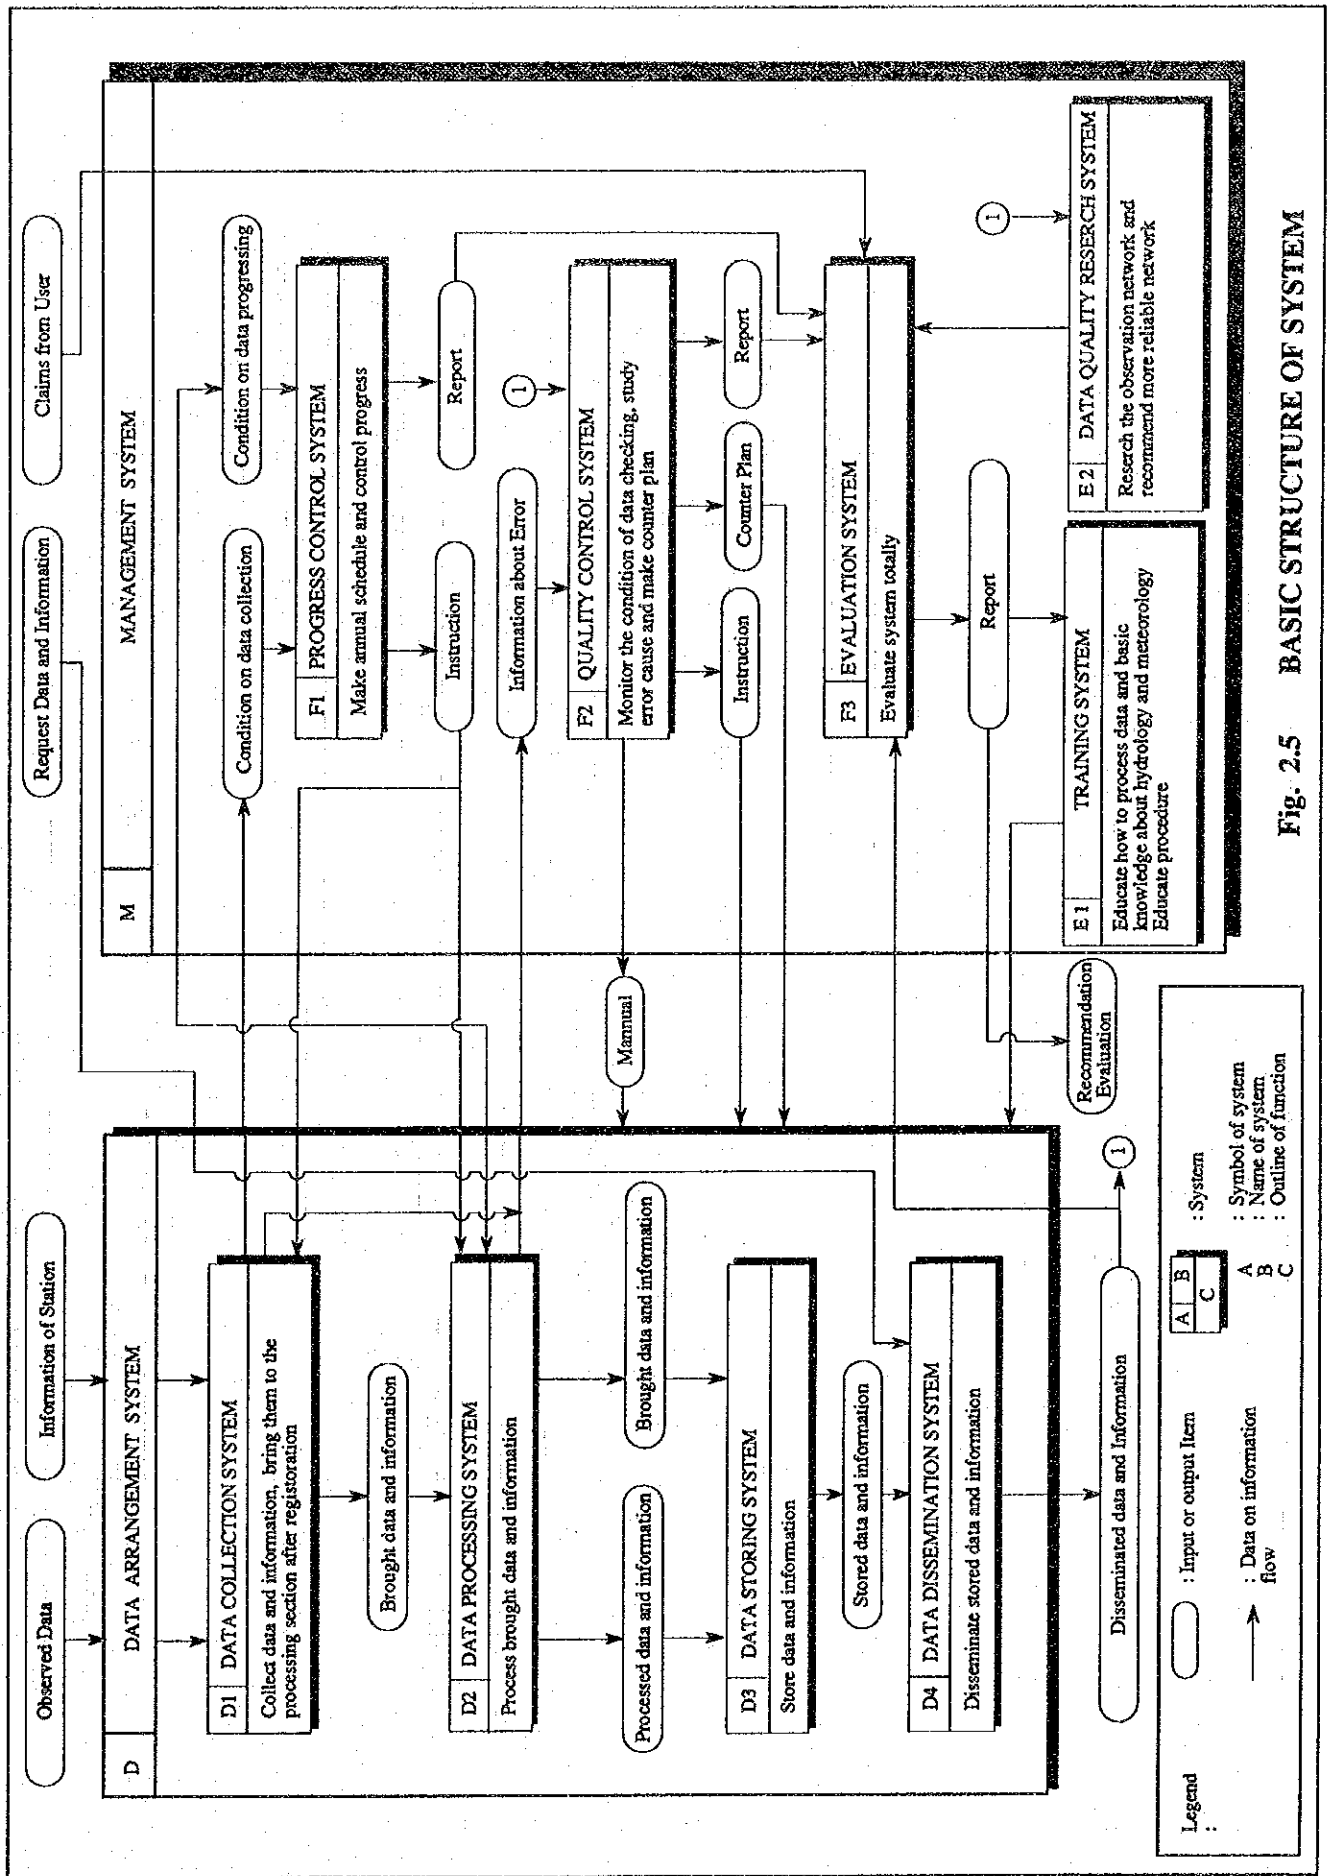 Observed Data
Information of Station
Request Data and Information
Claims from User
D
DATA ARRANGEMENT SYSTEM
D1
DATA COLLECTION SYSTEM
Collect data and information, bring them to the
processing section after registoration
Brought data and information
D2
DATA PROCESSING SYSTEM
Process brought data and information
Processed data and information
Brought data and information
D3
DATA STORING SYSTEM
Store data and information
Stored data and information
D4
DATA DISSEMINATION SYSTEM
Disseminate stored data and information
Disseminated data and Information
1
Mannual
Recommendation
Evaluation
M
MANAGEMENT SYSTEM
Condition on data collection
Condition on data progressing
F1
PROGRESS CONTROL SYSTEM
Make annual schedule and control progress
Instruction
Report
Information about Error
1
F2
QUALITY CONTROL SYSTEM
Monitor the condition of data checking, study
error cause and make counter plan
Instruction
Counter Plan
Report
F3
EVALUATION SYSTEM
Evaluate system totally
Report
1
E 1
TRAINING SYSTEM
Educate how to process data and basic
knowledge about hydrology and meteorology
Educate procedure
E 2
DATA QUALITY RESERCH SYSTEM
Reserch the observation network and
recommend more reliable network
Legend
:
: Input or ouput Item
: Data on information
flow
A
B
C
: System
A : Symbol of system
B : Name of system
C : Outline of function
Fig. 2.5 BASIC STRUCTURE OF SYSTEM